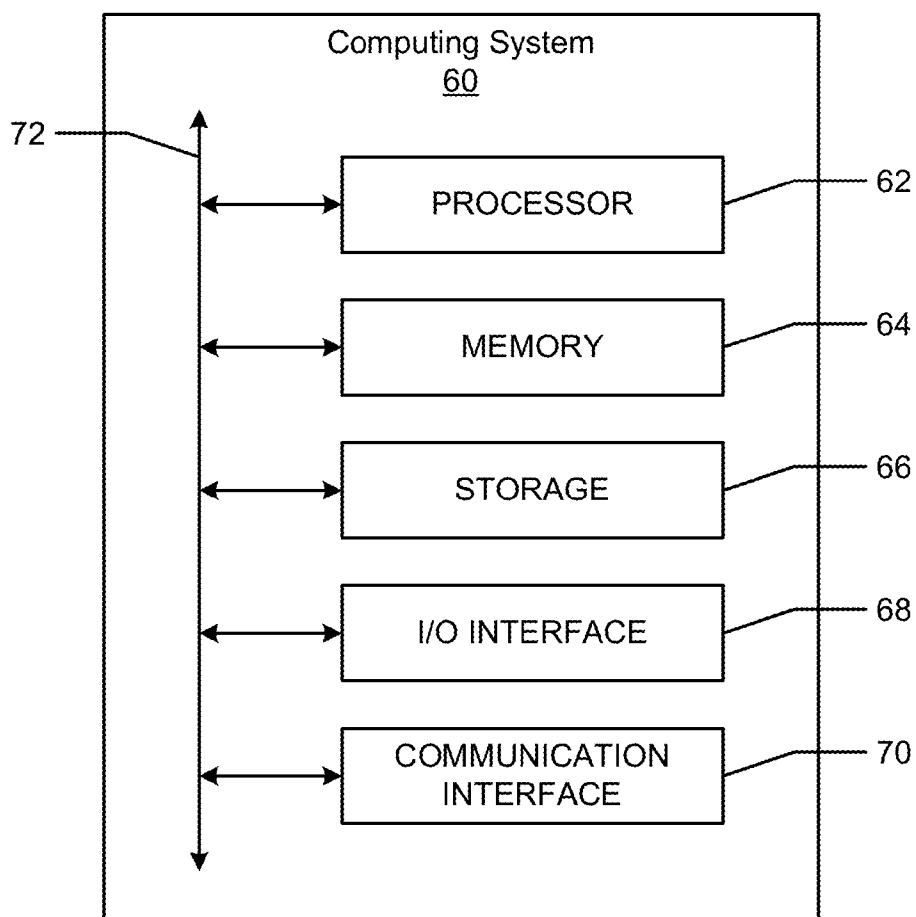 Computing System
60
72
PROCESSOR
62
MEMORY
64
STORAGE
66
I/O INTERFACE
68
COMMUNICATION
INTERFACE
70